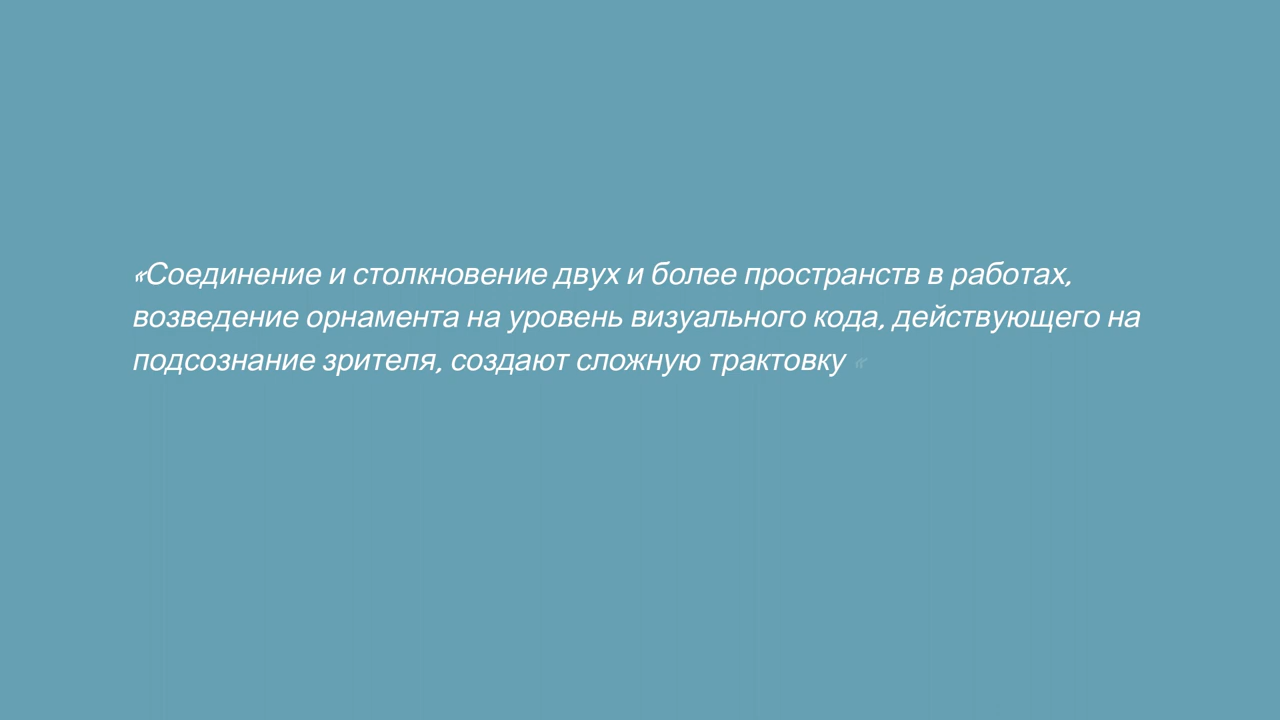 «Соединение и столкновение двух и более пространств в работах,
возведение орнамента на уровень визуального кода, действующего на
подсознание зрителя, создают сложную трактовку «